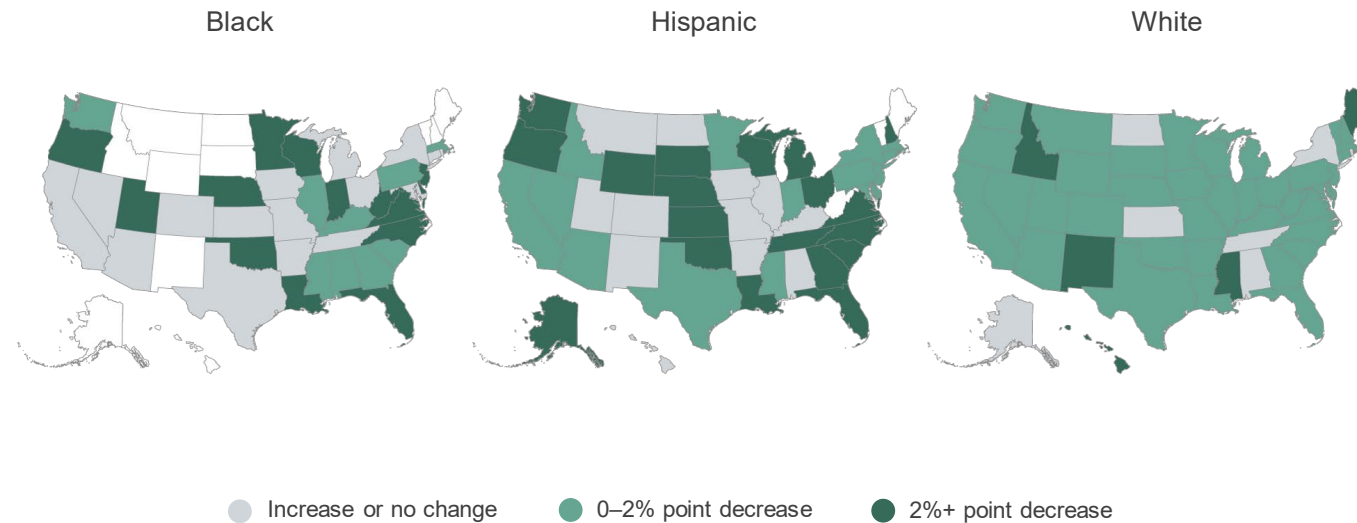 Black
Hispanic
White
Increase or no change
0–2% point decrease
2%+ point decrease